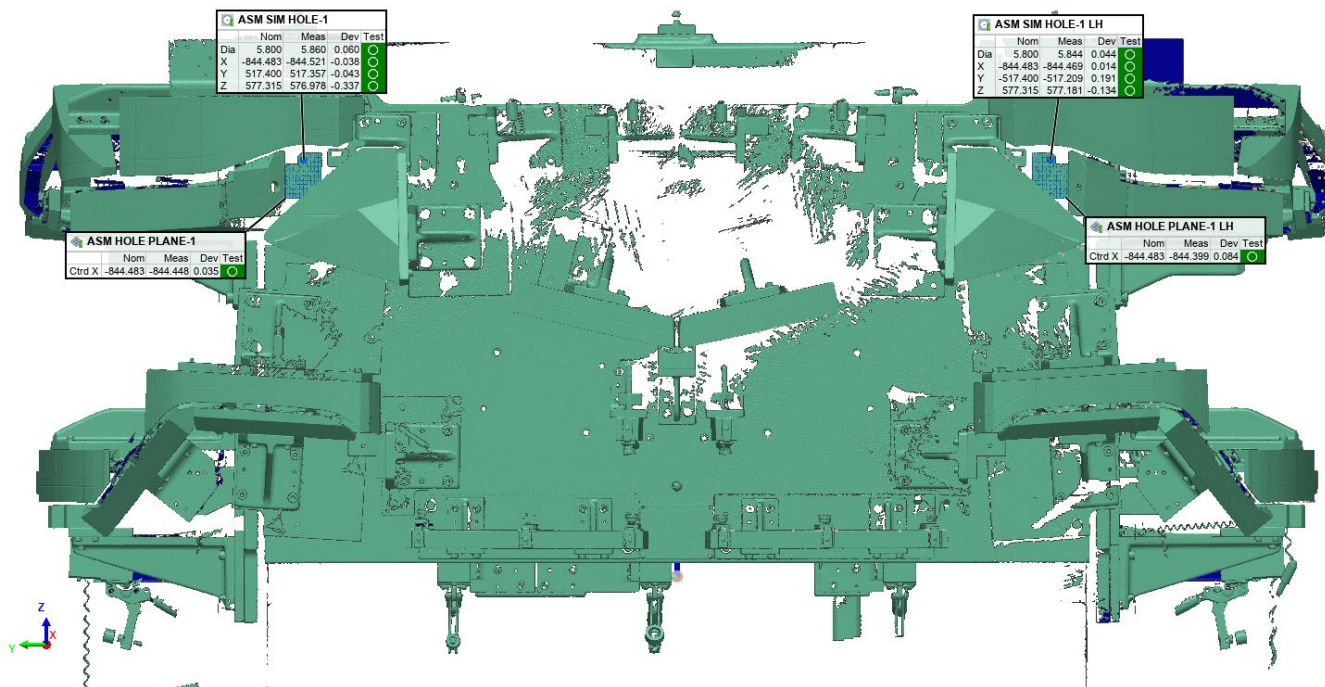 ASM SIM HOLE-1
Nom Meas Dev Test
Dia 5.800 5.860 0.060
X -844.483 -844.521 -0.038
Y 517.400 517.357 -0.043
Z 577.315 576.978 -0.337
ASM SIM HOLE-1 LH
Nom Meas Dev Test
Dia 5.800 5.844 0.044
X -844.483 -844.469 0.014
Y -517.400 -517.209 0.191
Z 577.315 577.181 -0.134
ASM HOLE PLANE-1
Nom Meas Dev Test
Ctrd X -844.483 -844.448 0.035
ASM HOLE PLANE-1 LH
Nom Meas Dev Test
Ctrd X -844.483 -844.399 0.084
Z
X
Y